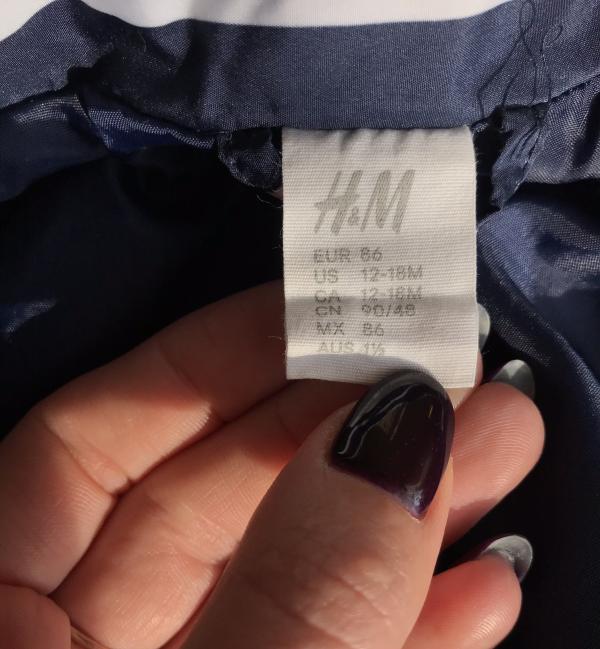 H&M
EUR 86
US 12-18M
CA 12-18M
CN 90/48
MX 86
AUS 1½